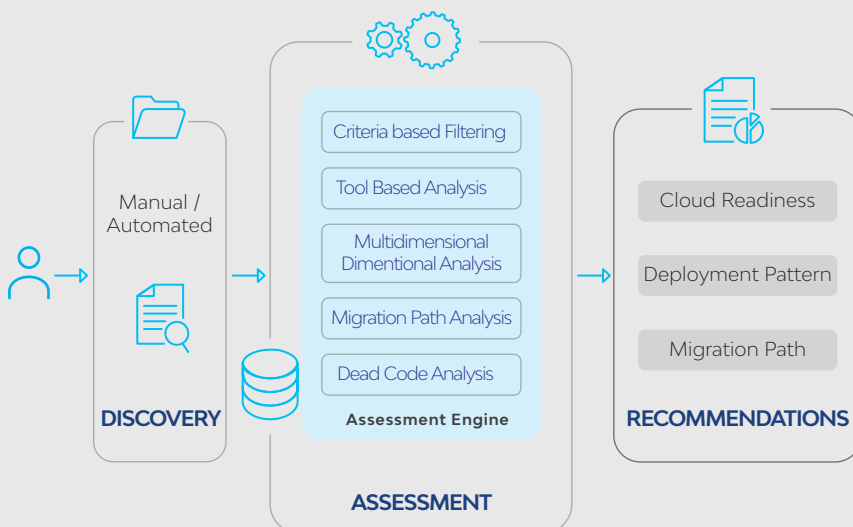 Manual /
Automated
DISCOVERY
Criteria based Filtering
Tool Based Analysis
Multidimensional
Dimentional Analysis
Migration Path Analysis
Dead Code Analysis
Assessment Engine
ASSESSMENT
Cloud Readiness
Deployment Pattern
Migration Path
RECOMMENDATIONS